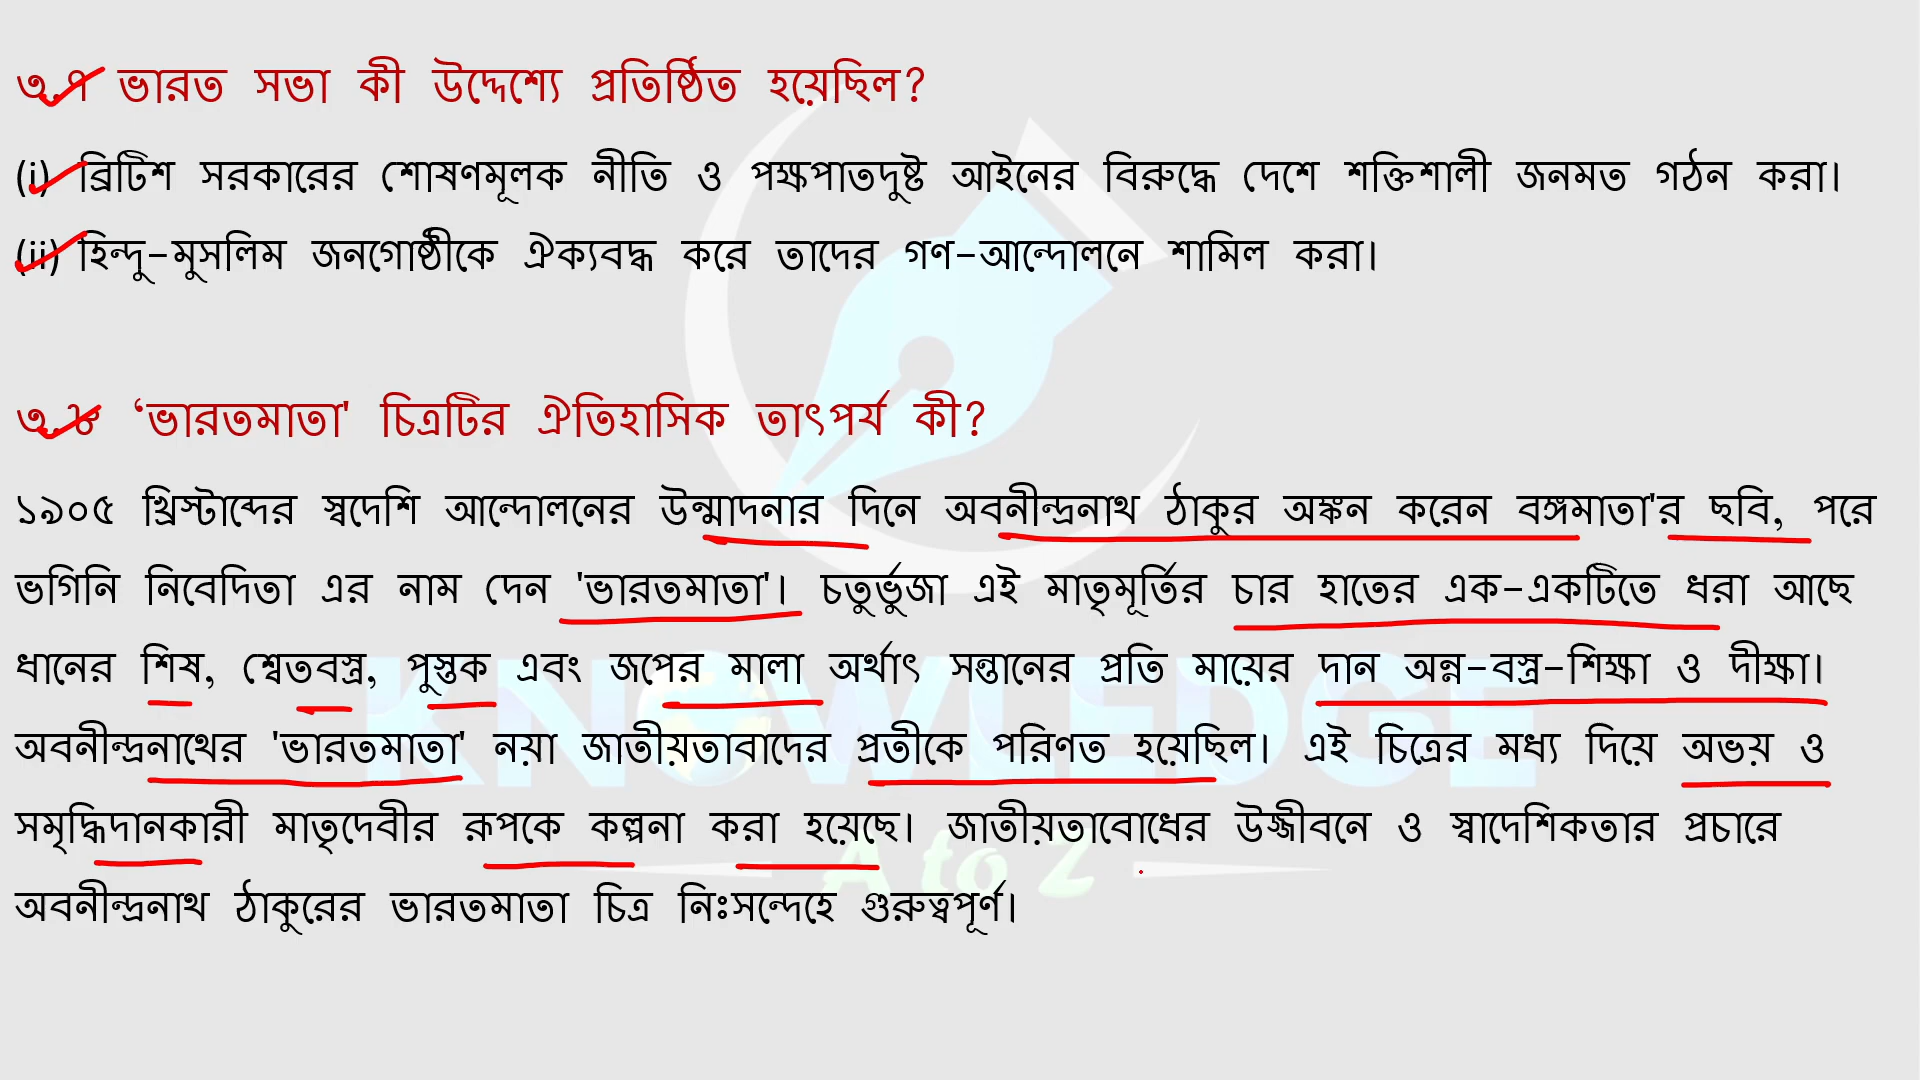 ৩.৭ ভারত সভা কী উদ্দেশ্যে প্রতিষ্ঠিত হয়েছিল?
(i) ব্রিটিশ সরকারের শোষণমূলক নীতি ও পক্ষপাতদুষ্ট আইনের বিরুদ্ধে দেশে শক্তিশালী জনমত গঠন করা।
(ii) হিন্দু-মুসলিম জনগোষ্ঠীকে ঐক্যবদ্ধ করে তাদের গণ-আন্দোলনে শামিল করা।
৩.৮ ‘ভারতমাতা' চিত্রটির ঐতিহাসিক তাৎপর্য কী?
১৯০৫ খ্রিস্টাব্দের স্বদেশি আন্দোলনের উন্মাদনার দিনে অবনীন্দ্রনাথ ঠাকুর অঙ্কন করেন বঙ্গমাতা'র ছবি, পরে
ভগিনি নিবেদিতা এর নাম দেন 'ভারতমাতা'। চতুর্ভুজা এই মাতৃমূর্তির চার হাতের এক-একটিতে ধরা আছে
ধানের শিষ, শ্বেতবস্ত্র, পুস্তক এবং জপের মালা অর্থাৎ সন্তানের প্রতি মায়ের দান অন্ন-বস্ত্র-শিক্ষা ও দীক্ষা।
অবনীন্দ্রনাথের 'ভারতমাতা' নয়া জাতীয়তাবাদের প্রতীকে পরিণত হয়েছিল। এই চিত্রের মধ্য দিয়ে অভয় ও
সমৃদ্ধিদানকারী মাতৃদেবীর রূপকে কল্পনা করা হয়েছে। জাতীয়তাবোধের উজ্জীবনে ও স্বাদেশিকতার প্রচারে
অবনীন্দ্রনাথ ঠাকুরের ভারতমাতা চিত্র নিঃসন্দেহে গুরুত্বপূর্ণ।
KNOWLEDGE
A to Z